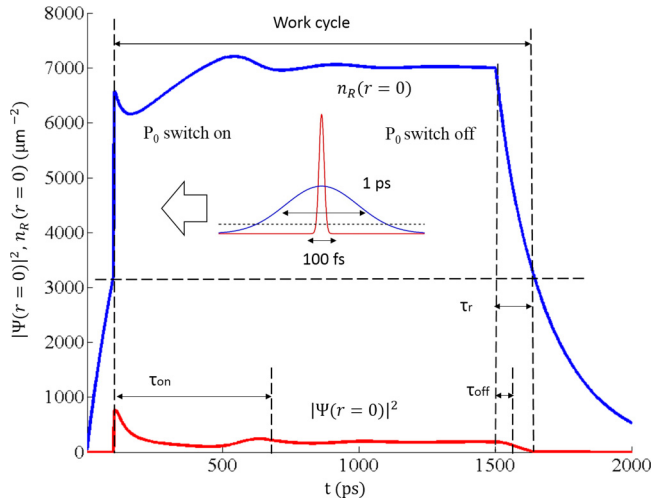 Work cycle
8000
7000
6000
5000
4000
3000
2000
1000
0
|Ψ(r = 0)|², n_R(r = 0) (μm⁻²)
n_R(r = 0)
P₀ switch on
P₀ switch off
1 ps
100 fs
τr
τon
τoff
|Ψ(r = 0)|²
500
1000
1500
2000
t (ps)